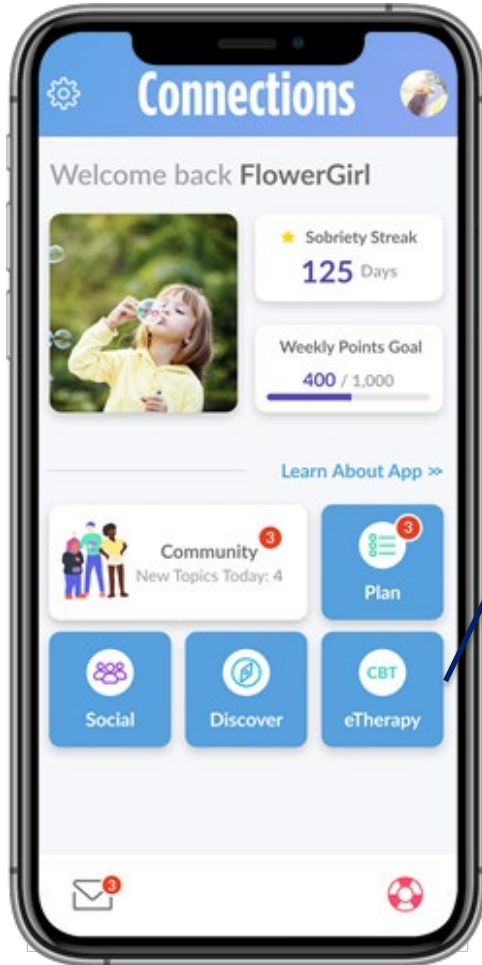 Connections
Welcome back FlowerGirl
Sobriety Streak
125 Days
Weekly Points Goal
400 / 1,000
Learn About App >>
Community 3
New Topics Today: 4
3
Plan
Social
Discover
CBT
eTherapy
3